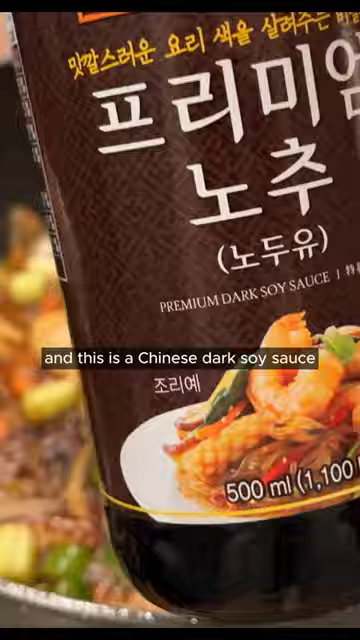 맛깔스러운 요리 색을 살려주는
프리미엄
노추
(노두유)
PREMIUM DARK SOY SAUCE
and this is a Chinese dark soy sauce
조리예
500 ml (1,100